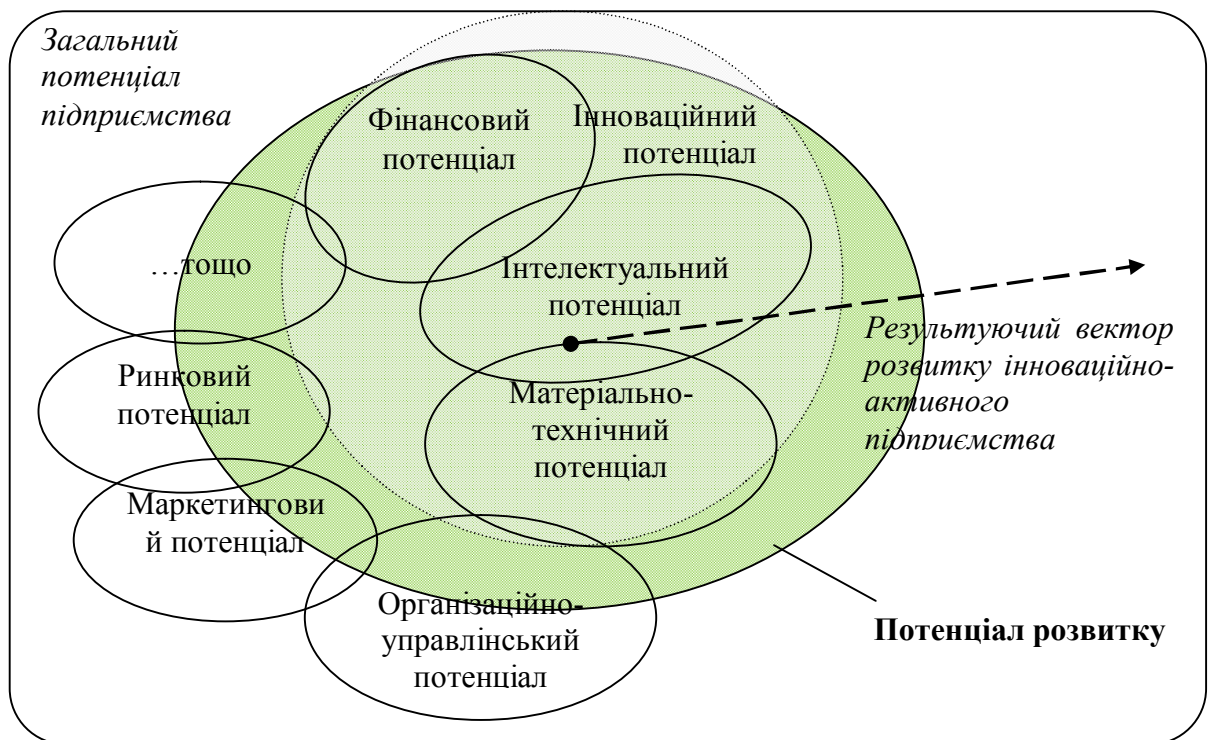 Загальний
потенціал
підприємства
Фінансовий
потенціал
Інноваційний
потенціал
…тощо
Інтелектуальний
потенціал
Результуючий вектор
розвитку інноваційно-
активного
підприємства
Ринковий
потенціал
Матеріально-
технічний
потенціал
Маркетингови
й потенціал
Організаційно-
управлінський
потенціал
Потенціал розвитку